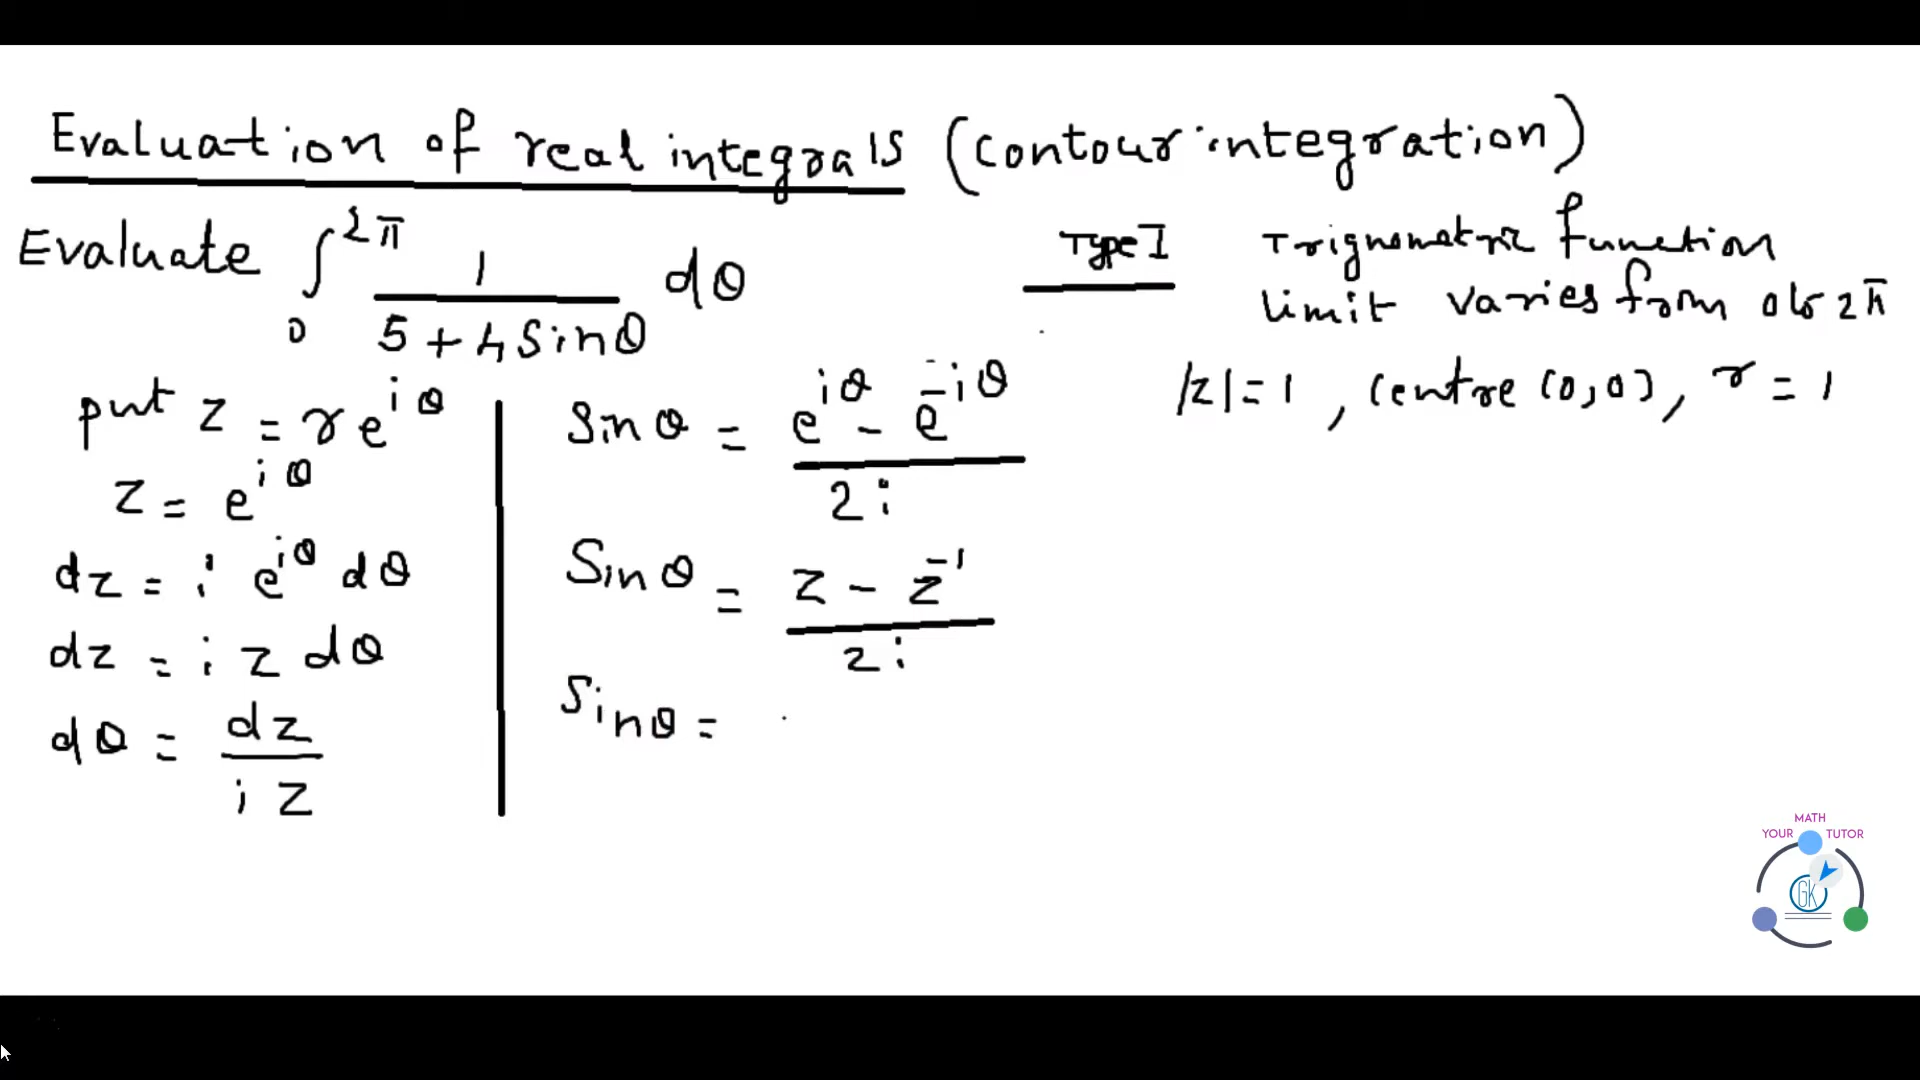 Evaluation of real integrals (contour integration)
Evaluate ∫₀^2π 1/(5 + 4 Sinθ) dθ
Type I Trignometric function
limit varies from 0 to 2π
|z| = 1, centre (0,0), r = 1
put z = re^iθ
z = e^iθ
dz = i e^iθ dθ
dz = i z dθ
dθ = dz/(i z)
Sinθ = (e^iθ - e^-iθ)/2i
Sinθ = (z - z^-1)/2i
Sinθ =
MATH
YOUR TUTOR
GK